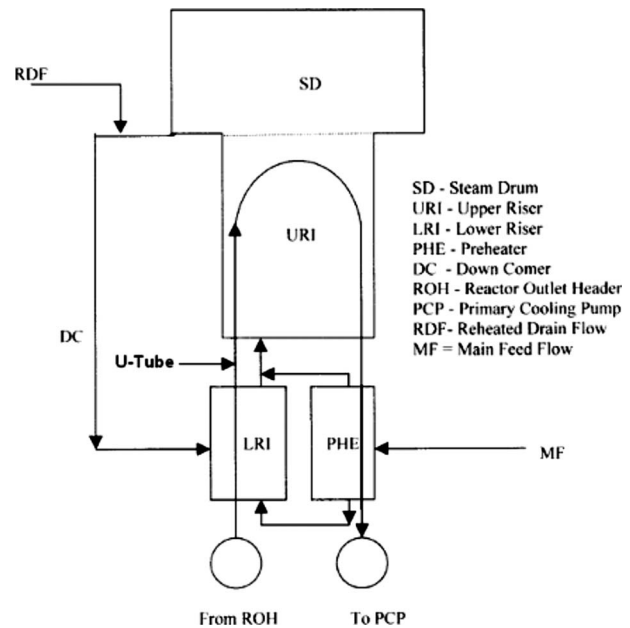 SD
RDF
SD - Steam Drum
URI - Upper Riser
LRI - Lower Riser
PHE - Preheater
DC - Down Comer
ROH - Reactor Outlet Header
PCP - Primary Cooling Pump
RDF- Reheated Drain Flow
MF = Main Feed Flow
URI
DC
U-Tube
LRI
PHE
MF
From ROH
To PCP